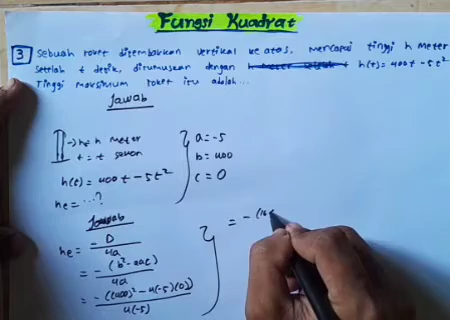 Fungsi Kuadrat
3 Sebuah roket ditembakkan vertikal ke atas, mencapai tinggi h meter
Setelah t detik, dirumuskan dengan h(t) = 400t - 5t²
Tinggi maksimum roket itu adalah...
Jawab
→ h = h meter
t = t sekon
h(t) = 400t - 5t²
he = ...?
a = -5
b = 400
c = 0
Jawab
he = - D / 4a
= - (b² - 4ac) / 4a
= - ((400)² - 4(-5)(0)) / 4(-5)
= - (16